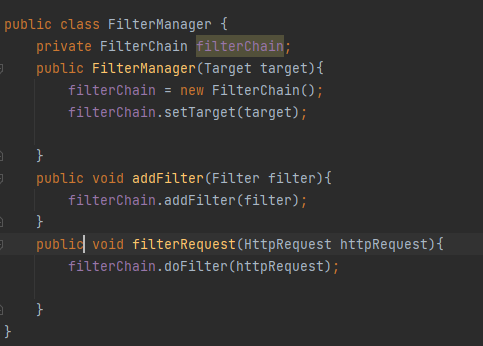 public class FilterManager {
    private FilterChain filterChain;
    public FilterManager(Target target){
        filterChain = new FilterChain();
        filterChain.setTarget(target);

    }
    public void addFilter(Filter filter){
        filterChain.addFilter(filter);
    }
    public void filterRequest(HttpRequest httpRequest){
        filterChain.doFilter(httpRequest);

    }
}